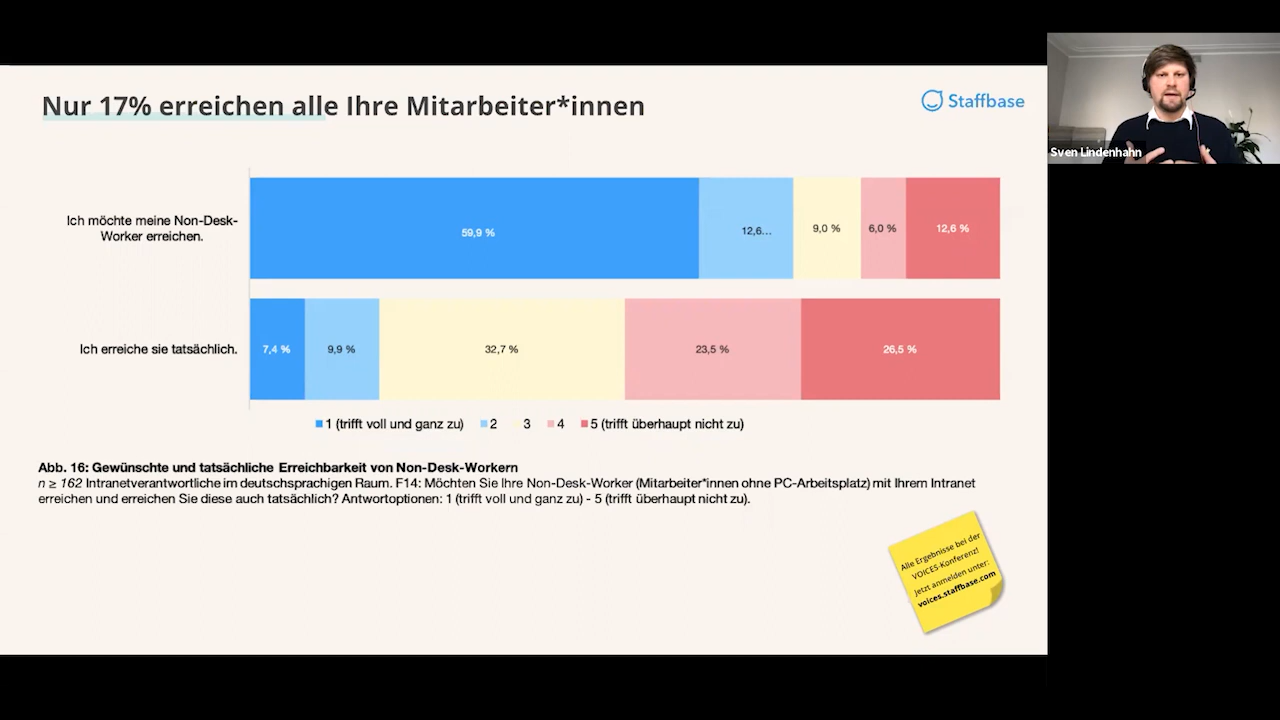 Nur 17% erreichen alle Ihre Mitarbeiter*innen
Staffbase
Sven Lindenhahn
Ich möchte meine Non-Desk-
Worker erreichen.
59,9 %
12,6...
9,0 %
6,0 %
12,6 %
Ich erreiche sie tatsächlich.
7,4 %
9,9 %
32,7 %
23,5 %
26,5 %
1 (trifft voll und ganz zu)
2
3
4
5 (trifft überhaupt nicht zu)
Abb. 16: Gewünschte und tatsächliche Erreichbarkeit von Non-Desk-Workern
n ≥ 162 Intranetverantwortliche im deutschsprachigen Raum. F14: Möchten Sie Ihre Non-Desk-Worker (Mitarbeiter*innen ohne PC-Arbeitsplatz) mit Ihrem Intranet
erreichen und erreichen Sie diese auch tatsächlich? Antwortoptionen: 1 (trifft voll und ganz zu) - 5 (trifft überhaupt nicht zu).
Alle Ergebnisse bei der
VOICES-Konferenz!
Jetzt anmelden unter:
voices.staffbase.com